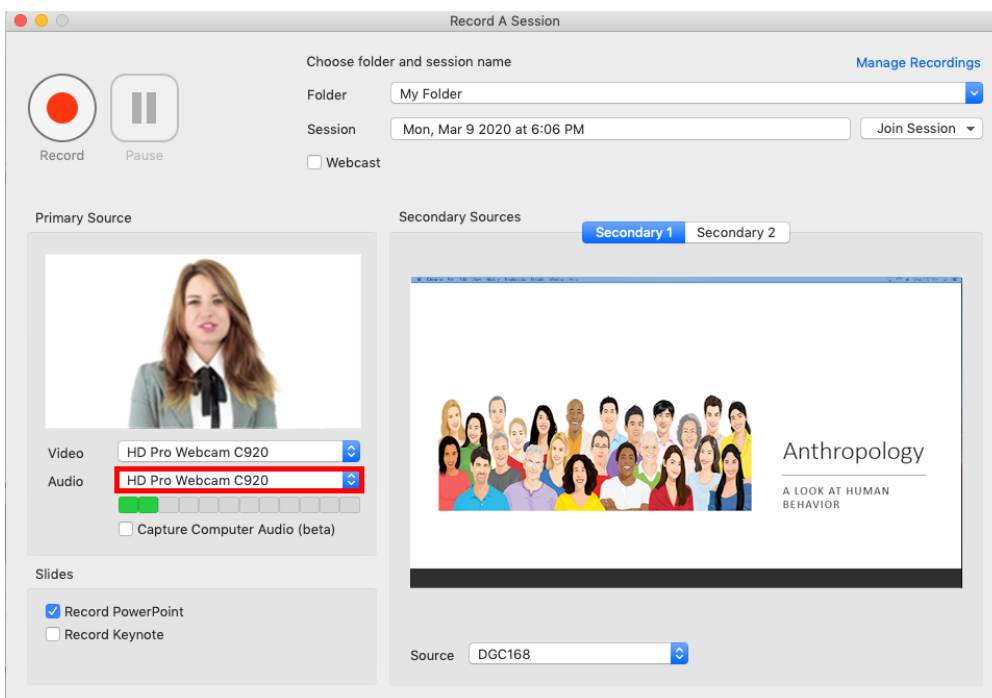 Record A Session
Choose folder and session name
Manage Recordings
Folder
My Folder
Session
Mon, Mar 9 2020 at 6:06 PM
Join Session
Record
Pause
Webcast
Primary Source
Secondary Sources
Secondary 1
Secondary 2
Anthropology
A LOOK AT HUMAN
BEHAVIOR
Video
HD Pro Webcam C920
Audio
HD Pro Webcam C920
Capture Computer Audio (beta)
Slides
Record PowerPoint
Record Keynote
Source
DGC168